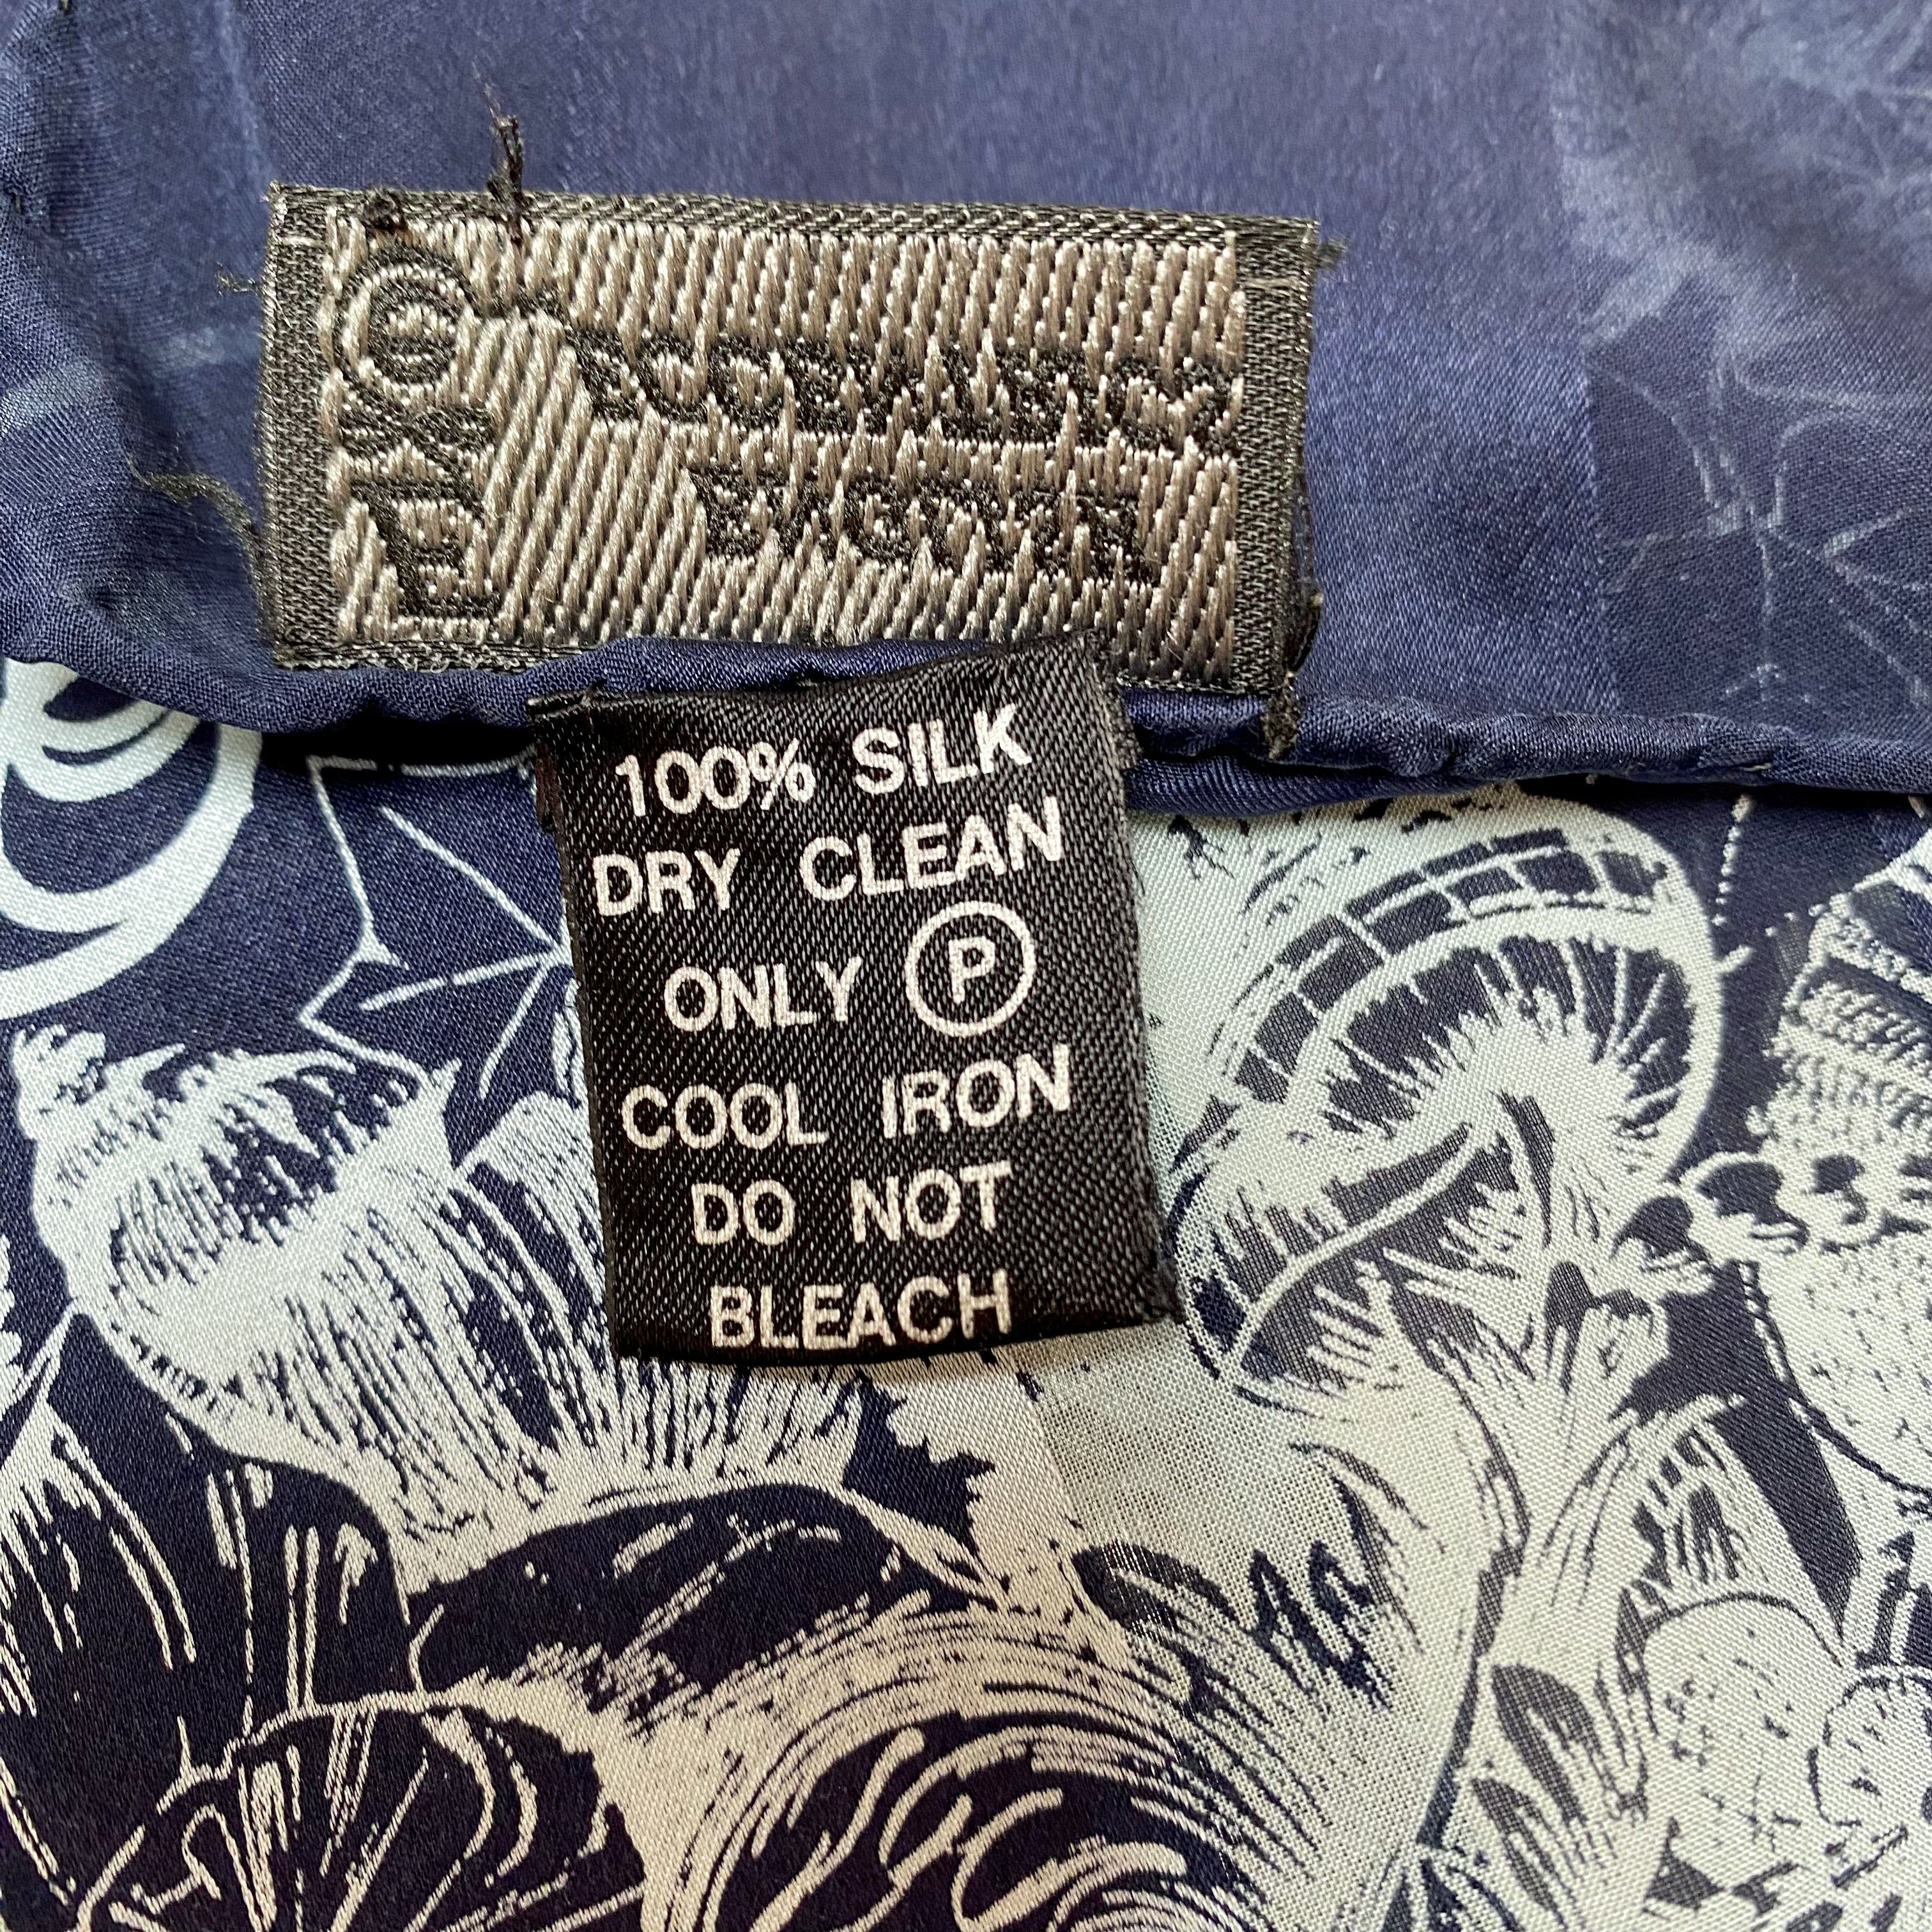 100% SILK
DRY CLEAN
ONLY P
COOL IRON
DO NOT
BLEACH